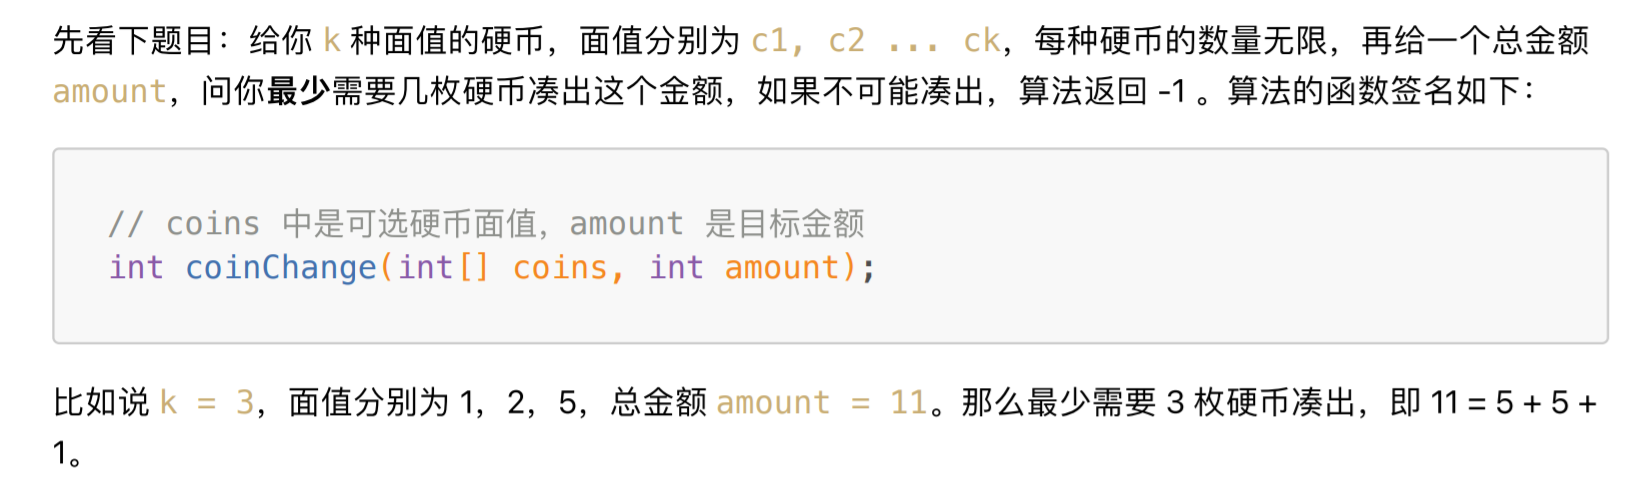 先看下题目：给你 k 种面值的硬币，面值分别为 c1, c2 ... ck，每种硬币的数量无限，再给一个总金额
amount，问你最少需要几枚硬币凑出这个金额，如果不可能凑出，算法返回 -1 。算法的函数签名如下：
// coins 中是可选硬币面值，amount 是目标金额
int coinChange(int[] coins, int amount);
比如说 k = 3，面值分别为 1，2，5，总金额 amount = 11。那么最少需要 3 枚硬币凑出，即 11 = 5 + 5 +
1。